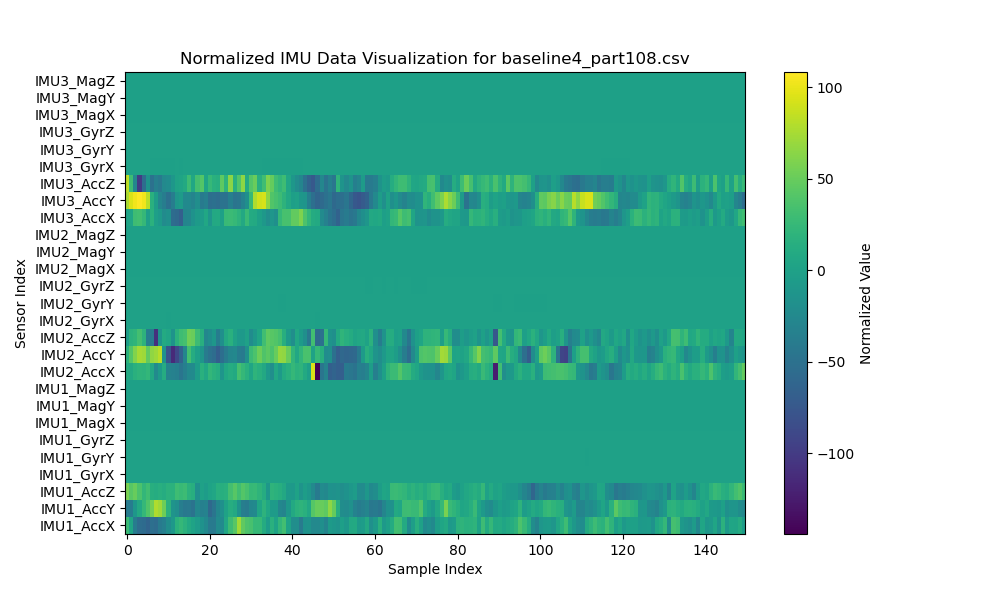 Normalized IMU Data Visualization for baseline4_part108.csv
IMU3_MagZ
IMU3_MagY
IMU3_MagX
IMU3_GyrZ
IMU3_GyrY
IMU3_GyrX
IMU3_AccZ
IMU3_AccY
IMU3_AccX
IMU2_MagZ
IMU2_MagY
IMU2_MagX
IMU2_GyrZ
IMU2_GyrY
IMU2_GyrX
IMU2_AccZ
IMU2_AccY
IMU2_AccX
IMU1_MagZ
IMU1_MagY
IMU1_MagX
IMU1_GyrZ
IMU1_GyrY
IMU1_GyrX
IMU1_AccZ
IMU1_AccY
IMU1_AccX
Sensor Index
0 20 40 60 80 100 120 140
Sample Index
100
50
0
−50
−100
Normalized Value